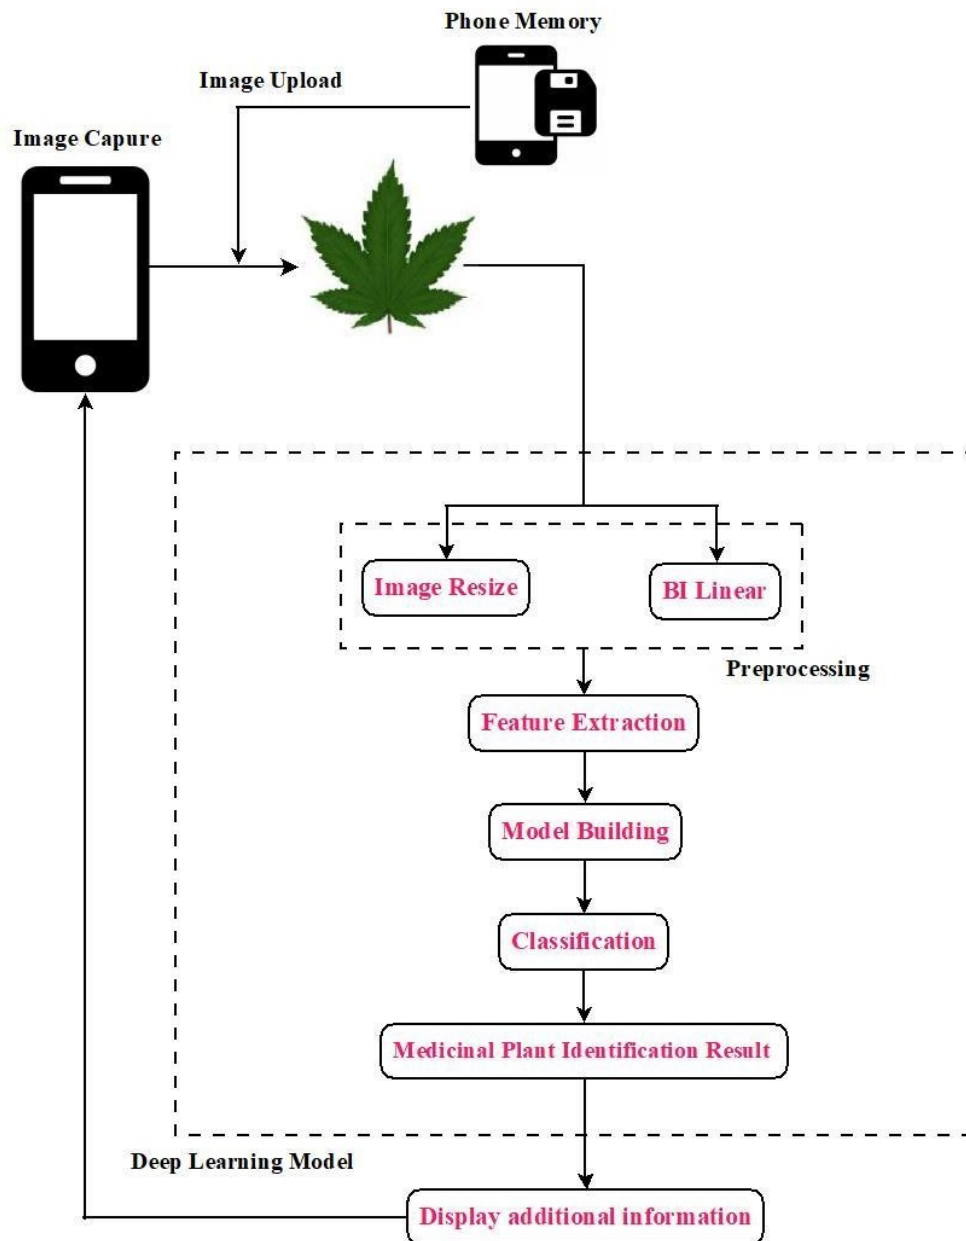 Phone Memory
Image Upload
Image Capure
Image Resize
BI Linear
Preprocessing
Feature Extraction
Model Building
Classification
Medicinal Plant Identification Result
Deep Learning Model
Display additional information